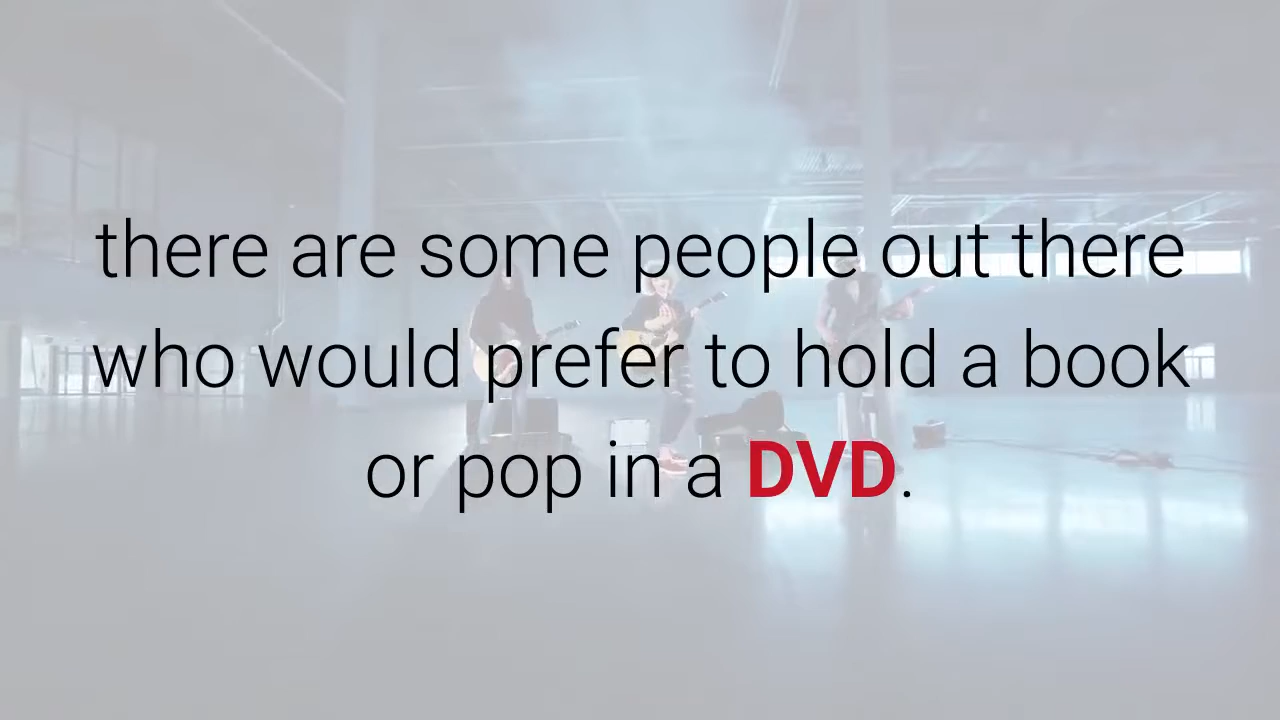 there are some people out there
who would prefer to hold a book
or pop in a DVD.